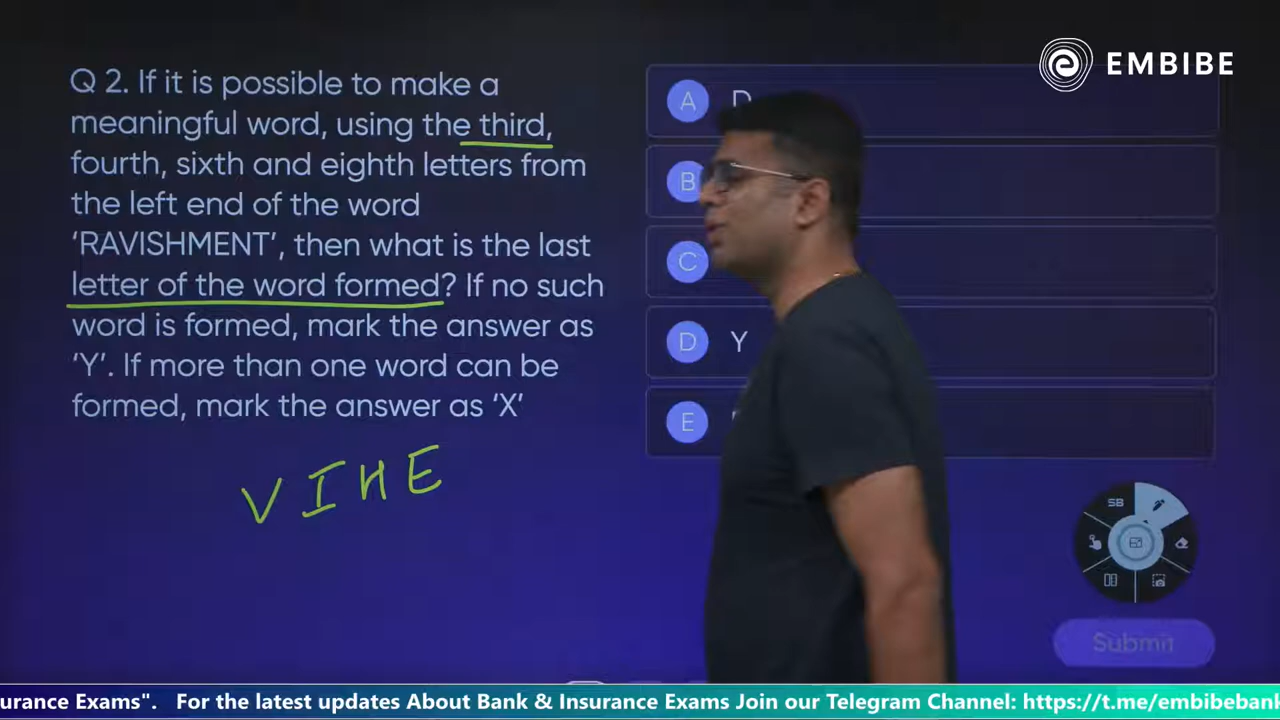 EMBIBE
Q 2. If it is possible to make a
meaningful word, using the third,
fourth, sixth and eighth letters from
the left end of the word
‘RAVISHMENT’, then what is the last
letter of the word formed? If no such
word is formed, mark the answer as
‘Y’. If more than one word can be
formed, mark the answer as ‘X’
A
B
C
D Y
E
V I H E
SB
Submit
surance Exams". For the latest updates About Bank & Insurance Exams Join our Telegram Channel: https://t.me/embibebank